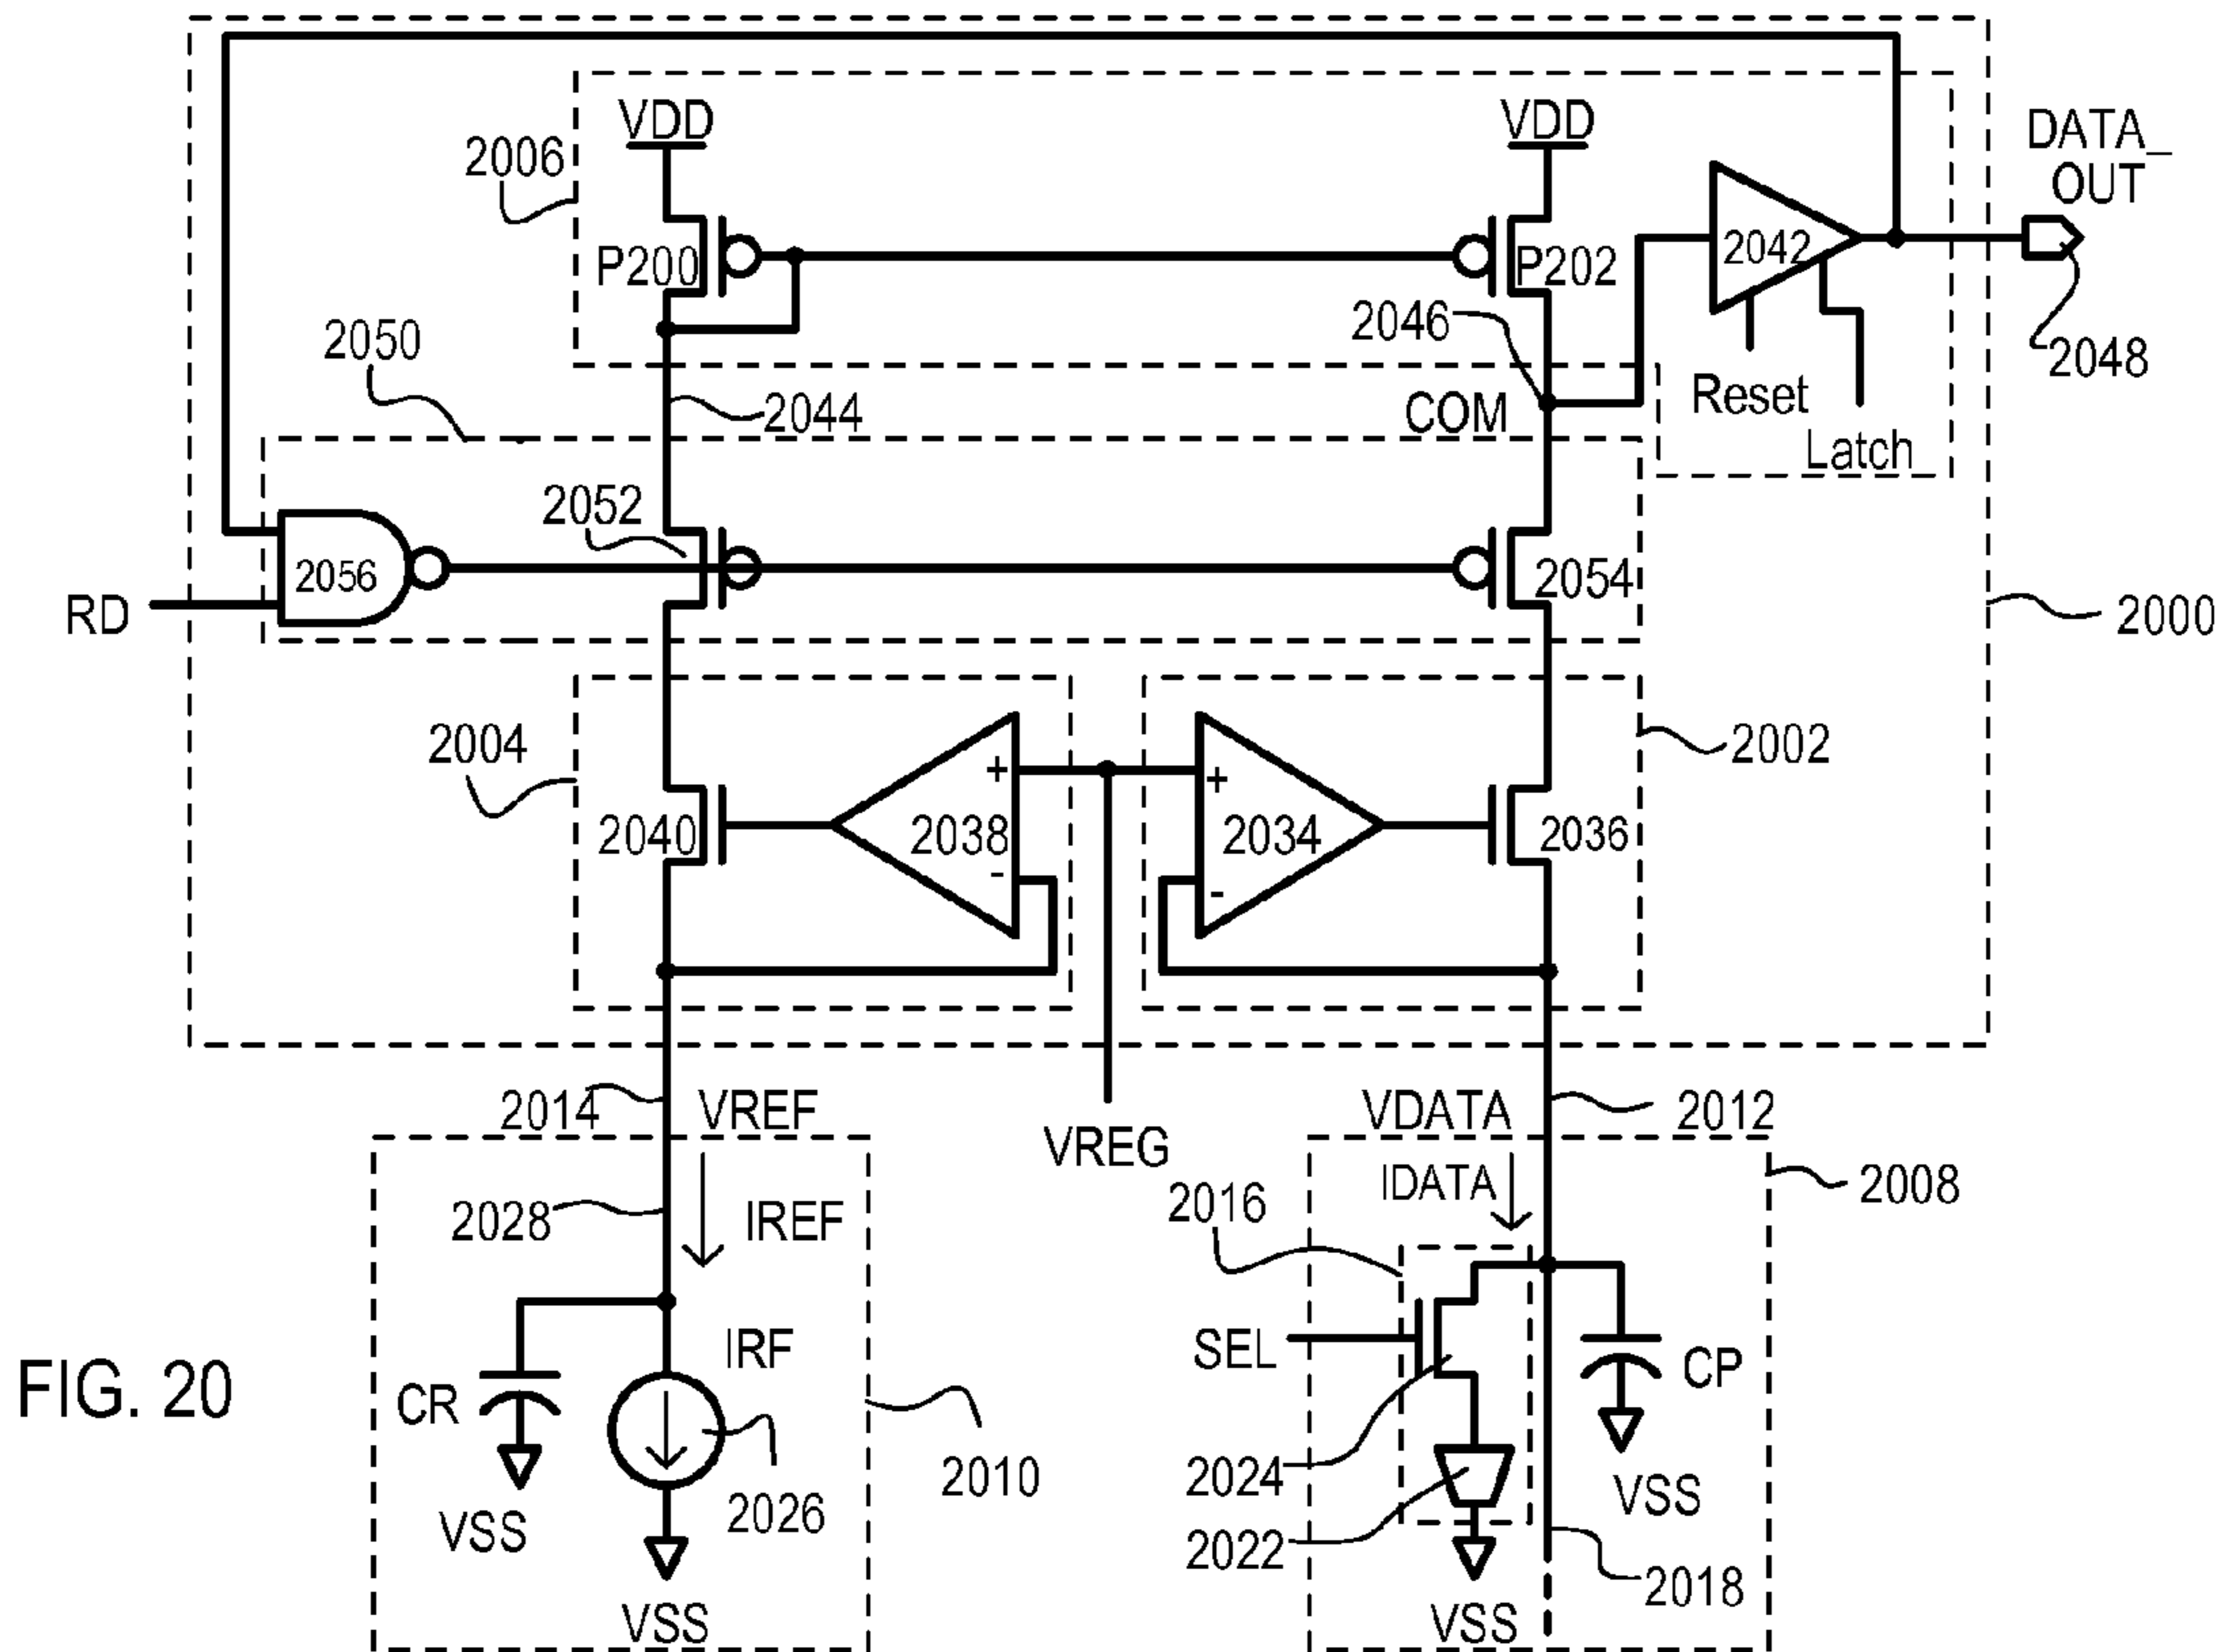 VDD
VDD
DATA_
OUT
2006
P200
P202
2042
2046
2048
2050
2044
COM
Reset
Latch
2052
2056
2054
RD
2000
2004
2002
+
+
2040
2038
2034
2036
-
-
2014
VREF
VDATA
2012
VREG
2016
IDATA
2008
2028
IREF
SEL
IRF
CP
FIG. 20
CR
2010
2024
VSS
2026
VSS
2022
2018
VSS
VSS